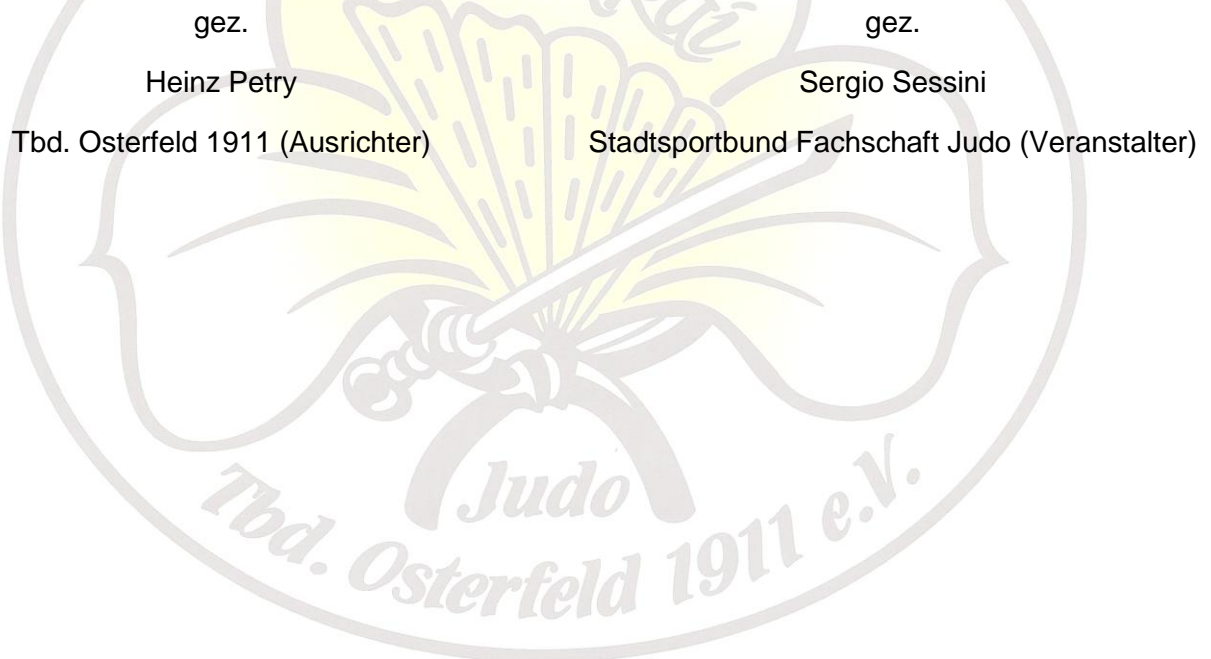 gez. gez.
Heinz Petry Sergio Sessini
Tbd. Osterfeld 1911 (Ausrichter) Stadtsportbund Fachschaft Judo (Veranstalter)
Judo
Tbd. Osterfeld 1911 e.V.